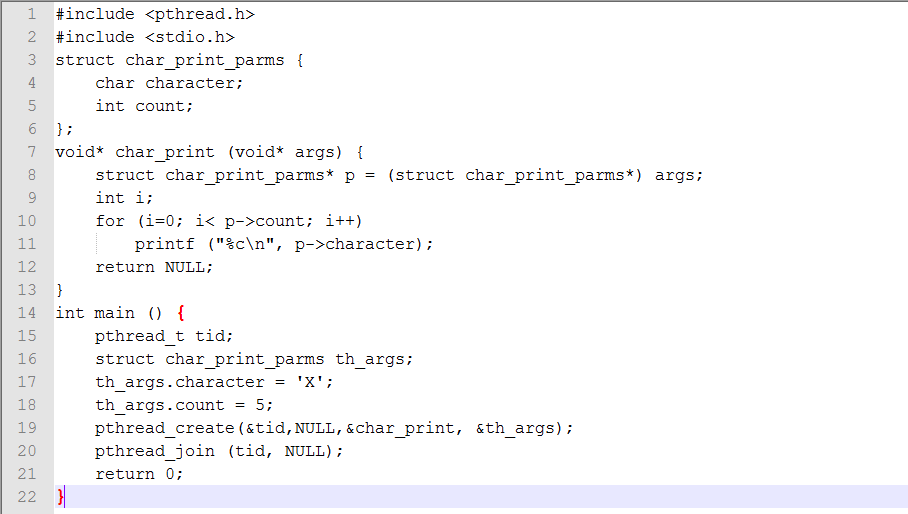 1 #include <pthread.h>
2 #include <stdio.h>
3 struct char_print_parms {
4     char character;
5     int count;
6 };
7 void* char_print (void* args) {
8     struct char_print_parms* p = (struct char_print_parms*) args;
9     int i;
10     for (i=0; i< p->count; i++)
11         printf ("%c\n", p->character);
12     return NULL;
13 }
14 int main () {
15     pthread_t tid;
16     struct char_print_parms th_args;
17     th_args.character = 'X';
18     th_args.count = 5;
19     pthread_create(&tid,NULL,&char_print, &th_args);
20     pthread_join (tid, NULL);
21     return 0;
22 }